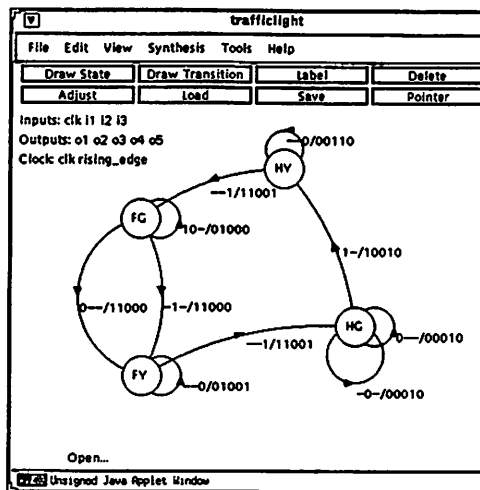 trafficlight
File Edit View Synthesis Tools Help
Draw State Draw Transition Label Delete
Adjust Load Save Pointer
Inputs: clk i1 i2 i3
Outputs: o1 o2 o3 o4 o5
Clock: clk rising_edge
--0/00110
HY
--1/11001
FG
10-/01000
1-/10010
0--/11000
-1-/11000
HG
0--/00010
--1/11001
FY
--0/01001
-0-/00010
Open...
Unsigned Java Applet Window